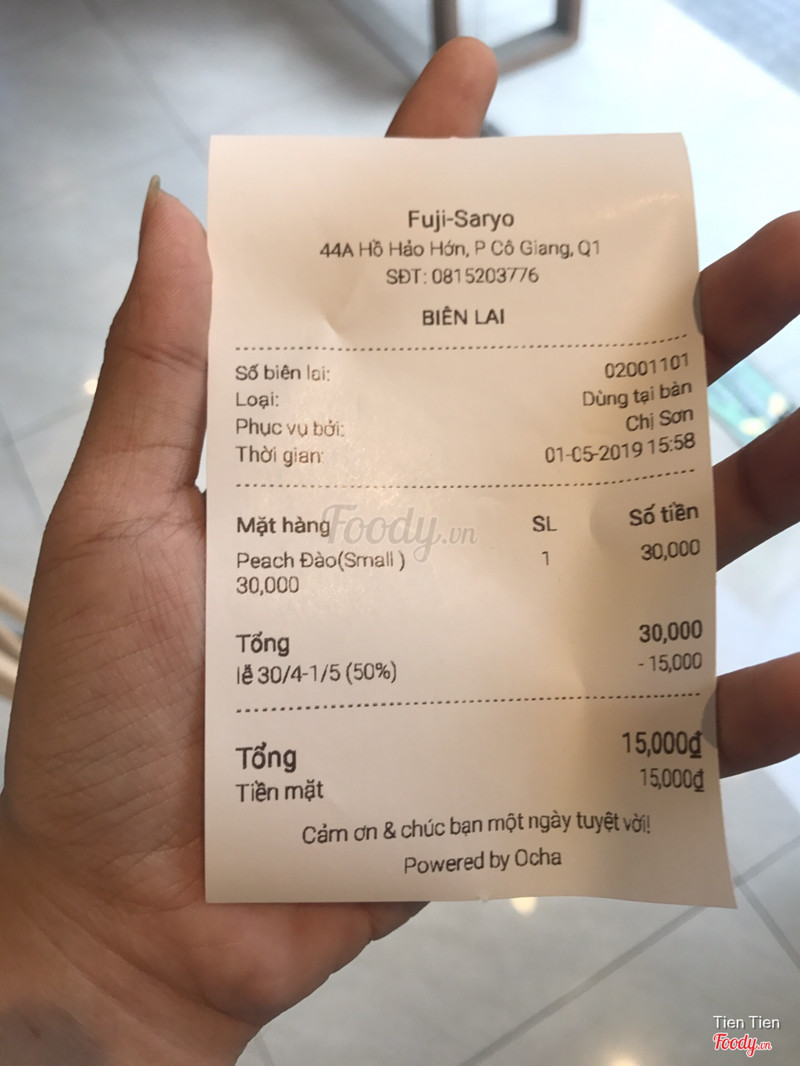 Fuji-Saryo
44A Hồ Hảo Hớn, P Cô Giang, Q1
SĐT: 0815203776
BIÊN LAI
Số biên lai: 02001101
Loại: Dùng tại bàn
Phục vụ bởi: Chị Sơn
Thời gian: 01-05-2019 15:58
Mặt hàng SL Số tiền
Foody.vn
Peach Đào(Small ) 1 30,000
30,000
Tổng 30,000
lễ 30/4-1/5 (50%) - 15,000
Tổng 15,000₫
Tiền mặt 15,000₫
Cảm ơn & chúc bạn một ngày tuyệt vời!
Powered by Ocha
Tien Tien
Foody.vn